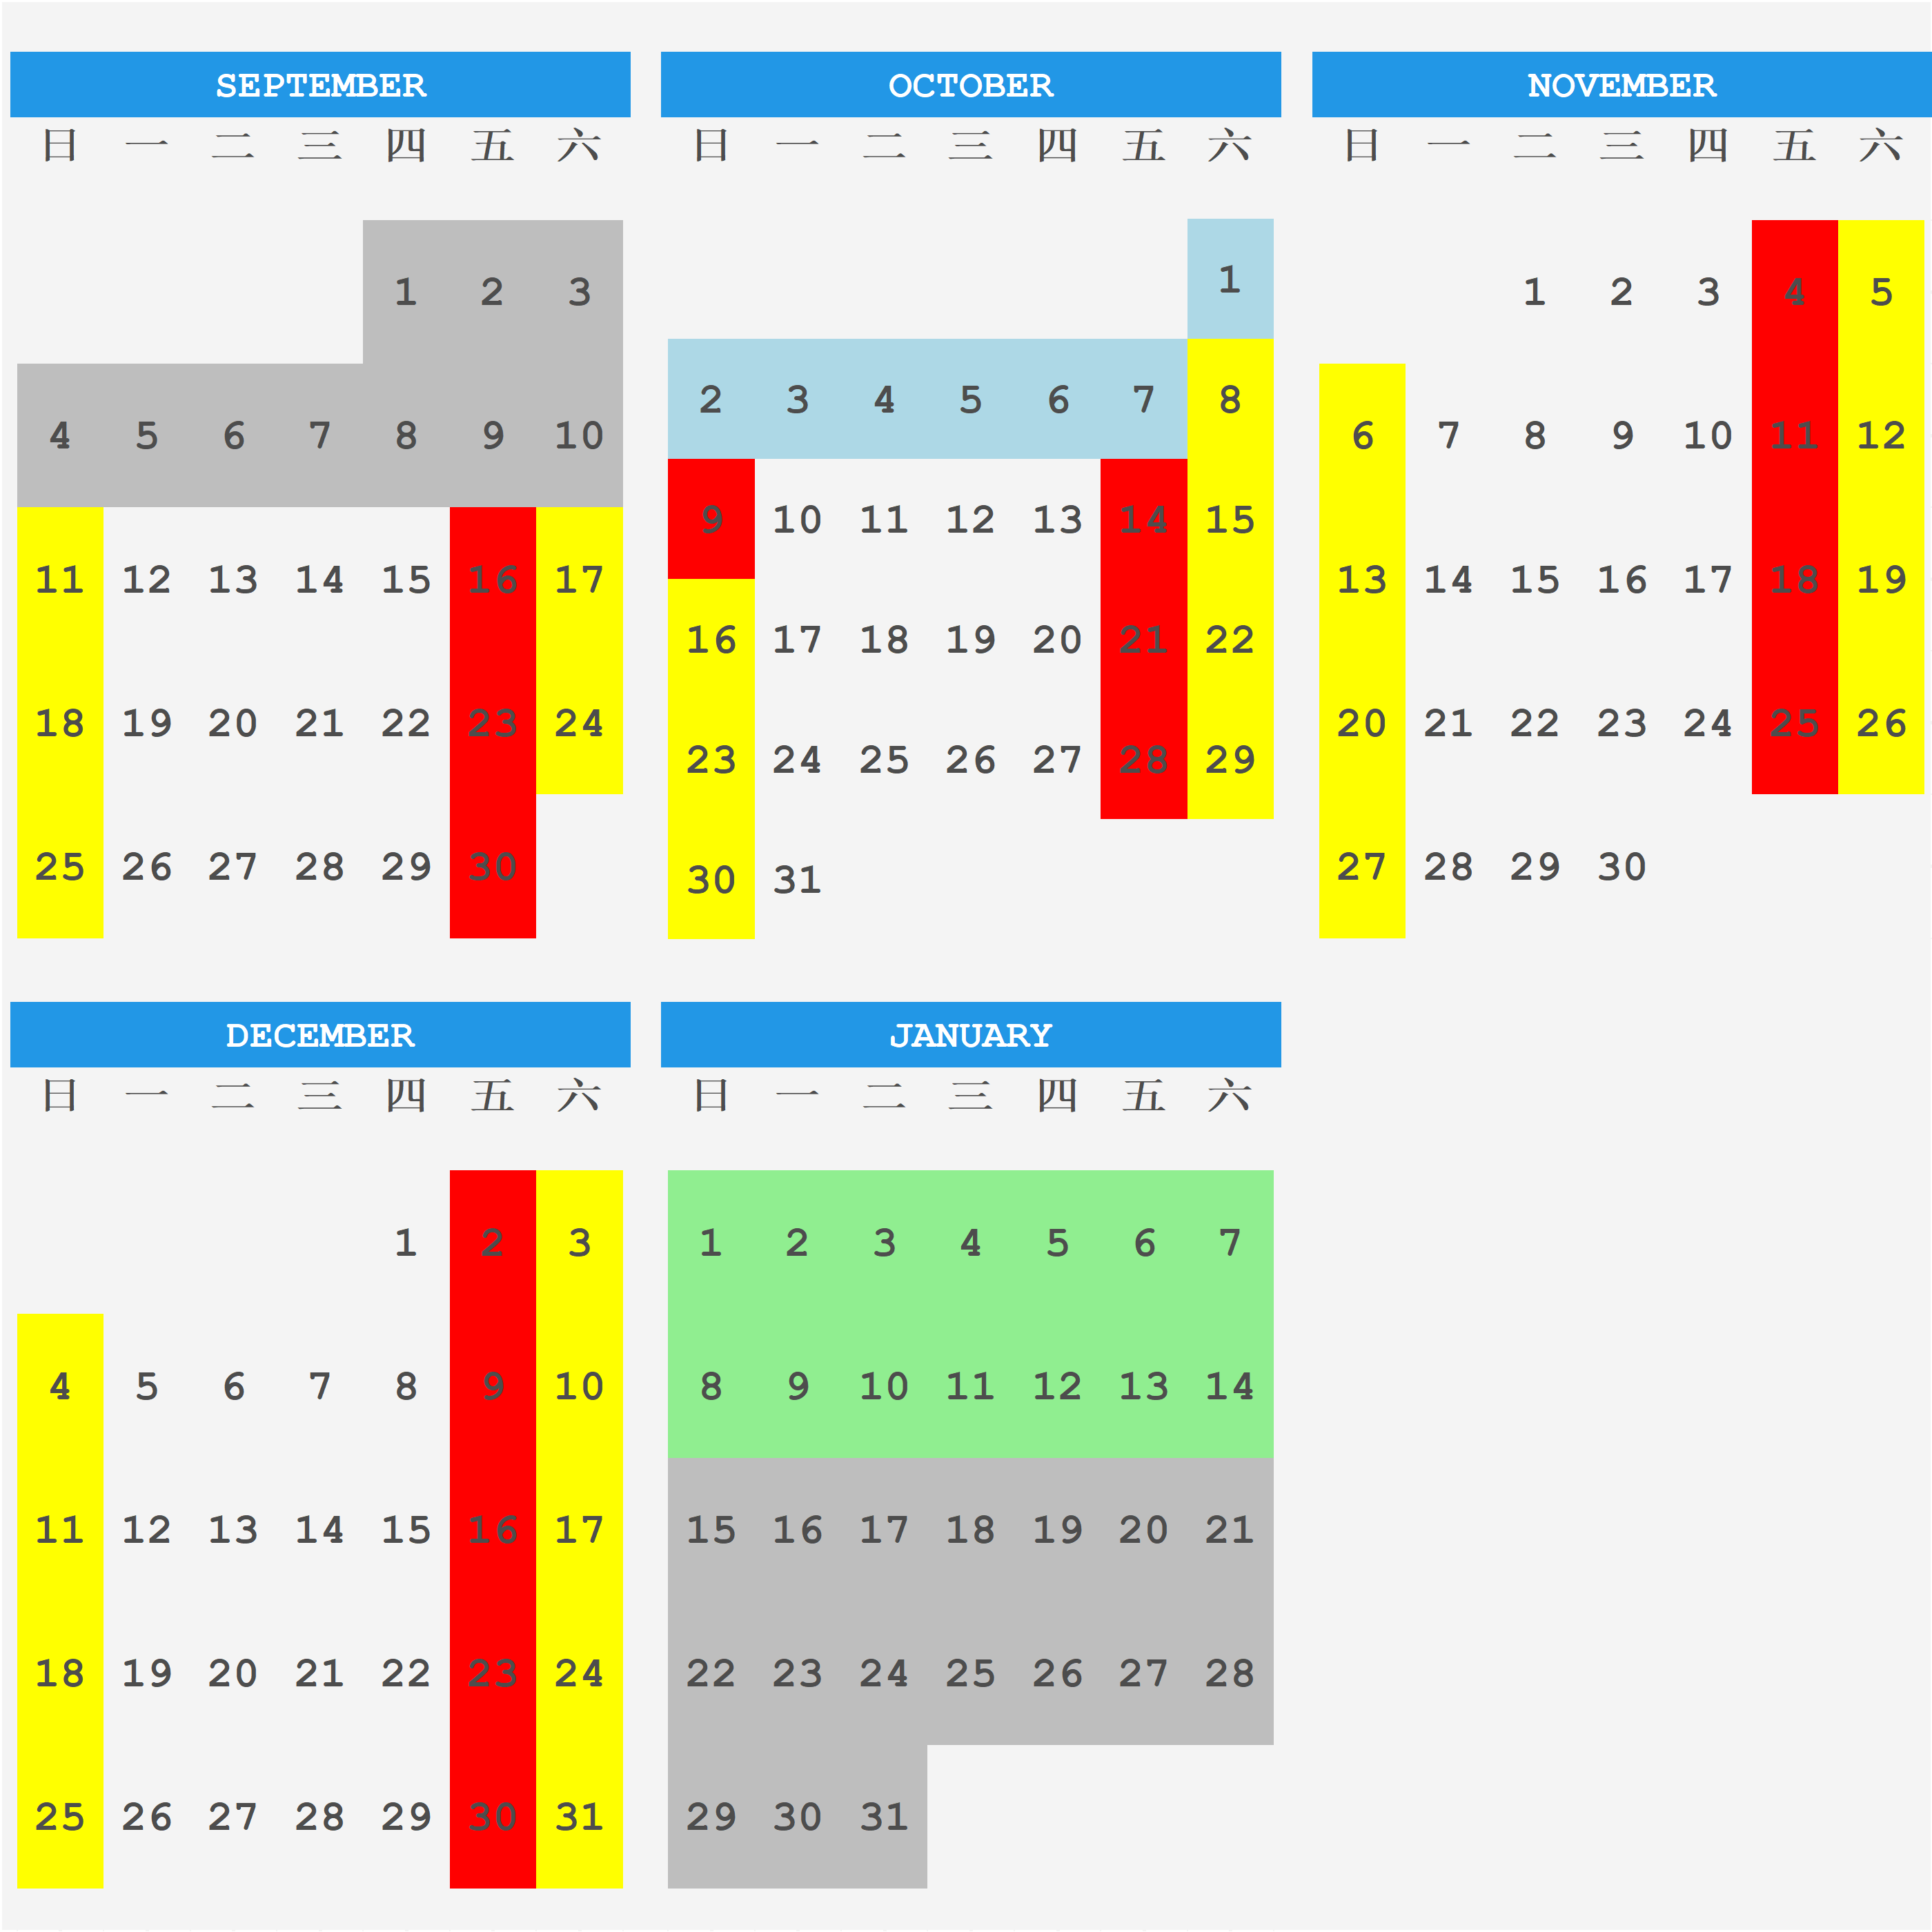 SEPTEMBER
日 一 二 三 四 五 六
1 2 3
4 5 6 7 8 9 10
11 12 13 14 15 16 17
18 19 20 21 22 23 24
25 26 27 28 29 30
OCTOBER
日 一 二 三 四 五 六
1
2 3 4 5 6 7 8
9 10 11 12 13 14 15
16 17 18 19 20 21 22
23 24 25 26 27 28 29
30 31
NOVEMBER
日 一 二 三 四 五 六
1 2 3 4 5
6 7 8 9 10 11 12
13 14 15 16 17 18 19
20 21 22 23 24 25 26
27 28 29 30
DECEMBER
日 一 二 三 四 五 六
1 2 3
4 5 6 7 8 9 10
11 12 13 14 15 16 17
18 19 20 21 22 23 24
25 26 27 28 29 30 31
JANUARY
日 一 二 三 四 五 六
1 2 3 4 5 6 7
8 9 10 11 12 13 14
15 16 17 18 19 20 21
22 23 24 25 26 27 28
29 30 31